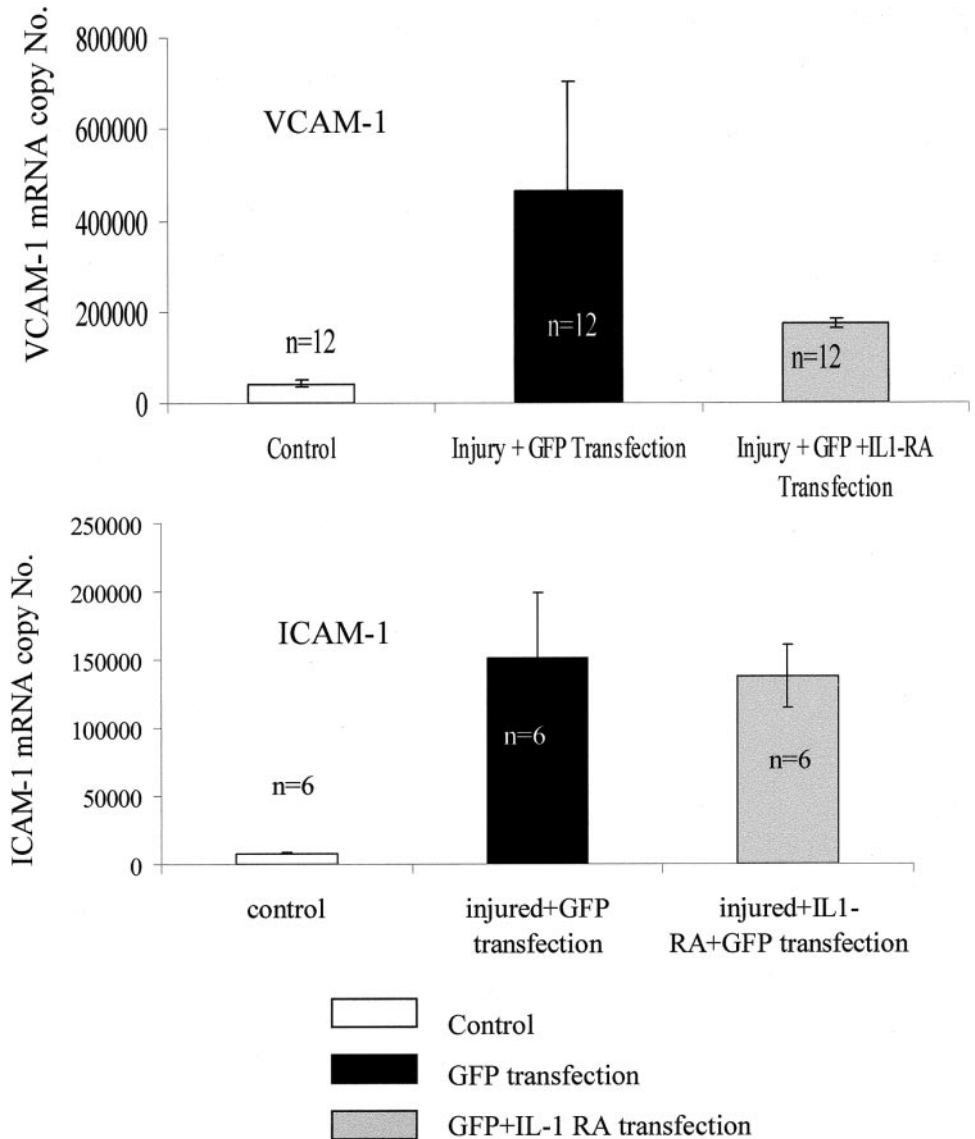 800000
600000
400000
200000
0
VCAM-1 mRNA copy No.
VCAM-1
n=12
n=12
n=12
Control
Injury + GFP Transfection
Injury + GFP +IL1-RA
Transfection
250000
200000
150000
100000
50000
0
ICAM-1 mRNA copy No.
ICAM-1
n=6
n=6
n=6
control
injured+GFP
transfection
injured+IL1-
RA+GFP transfection
Control
GFP transfection
GFP+IL-1 RA transfection